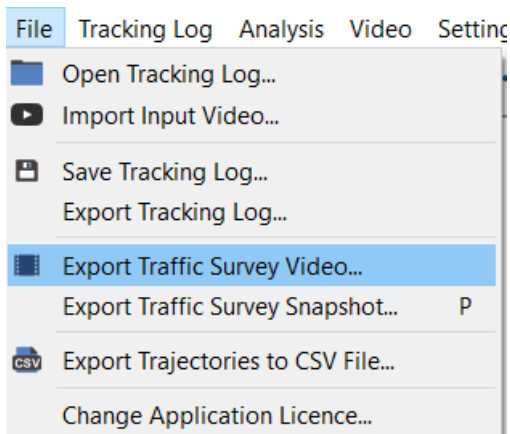 File Tracking Log Analysis Video Setting
Open Tracking Log...
Import Input Video...
Save Tracking Log...
Export Tracking Log...
Export Traffic Survey Video...
Export Traffic Survey Snapshot... P
CSV Export Trajectories to CSV File...
Change Application Licence...